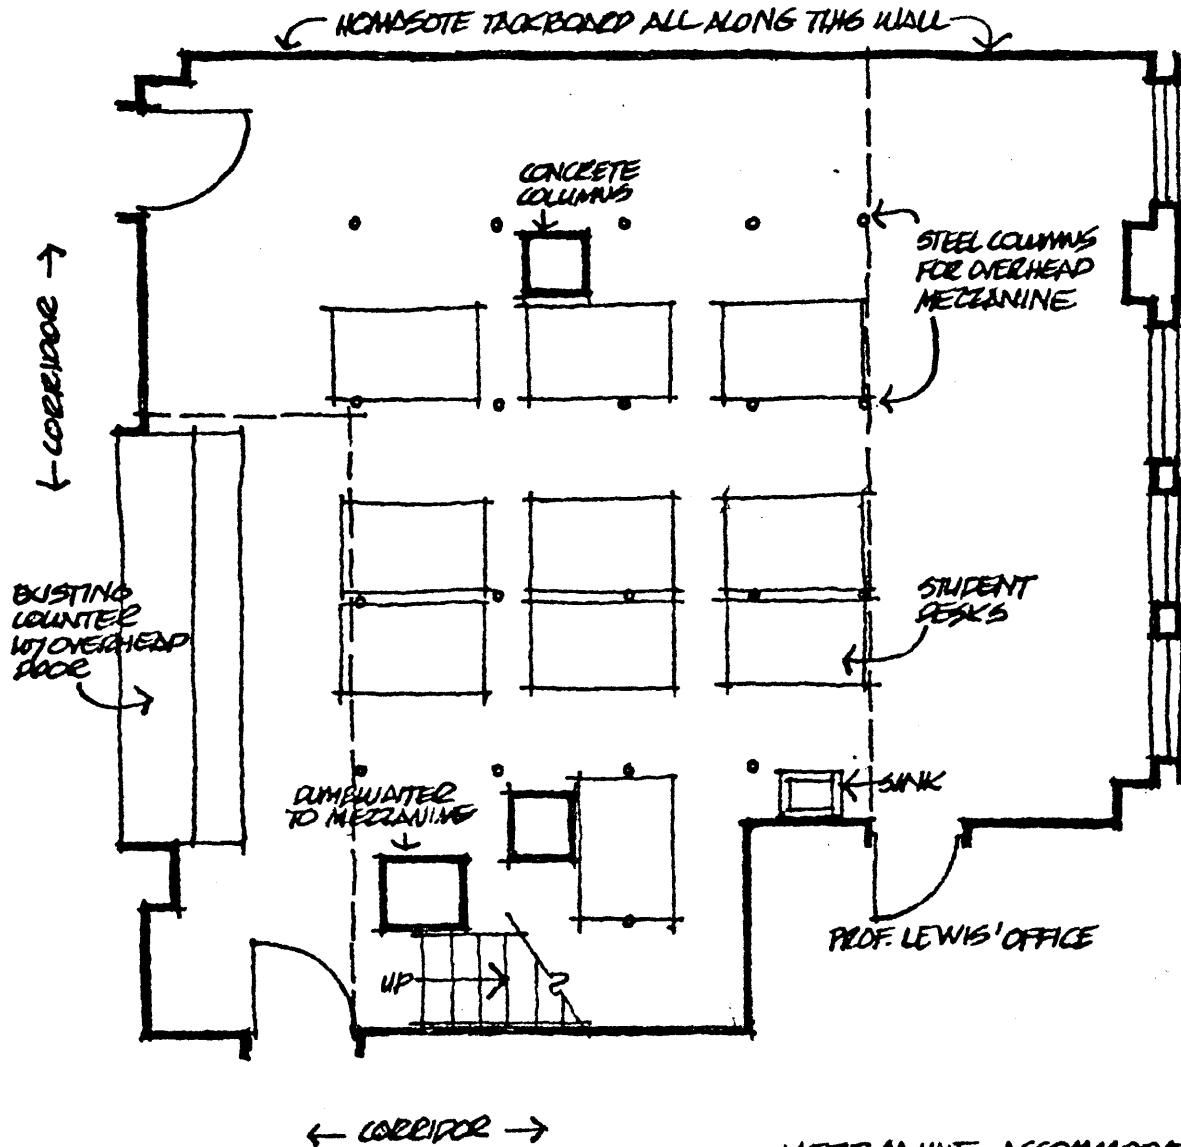 HOMASOTE TACKBOARD ALL ALONG THIS WALL
CONCRETE
COLUMNS
STEEL COLUMNS
FOR OVERHEAD
MEZZANINE
← CORRIDOR →
EXISTING
COUNTER
W/ OVERHEAD
DOOR
STUDENT
DESKS
DUMBWAITER
TO MEZZANINE
SINK
UP
PROF. LEWIS' OFFICE
← CORRIDOR →